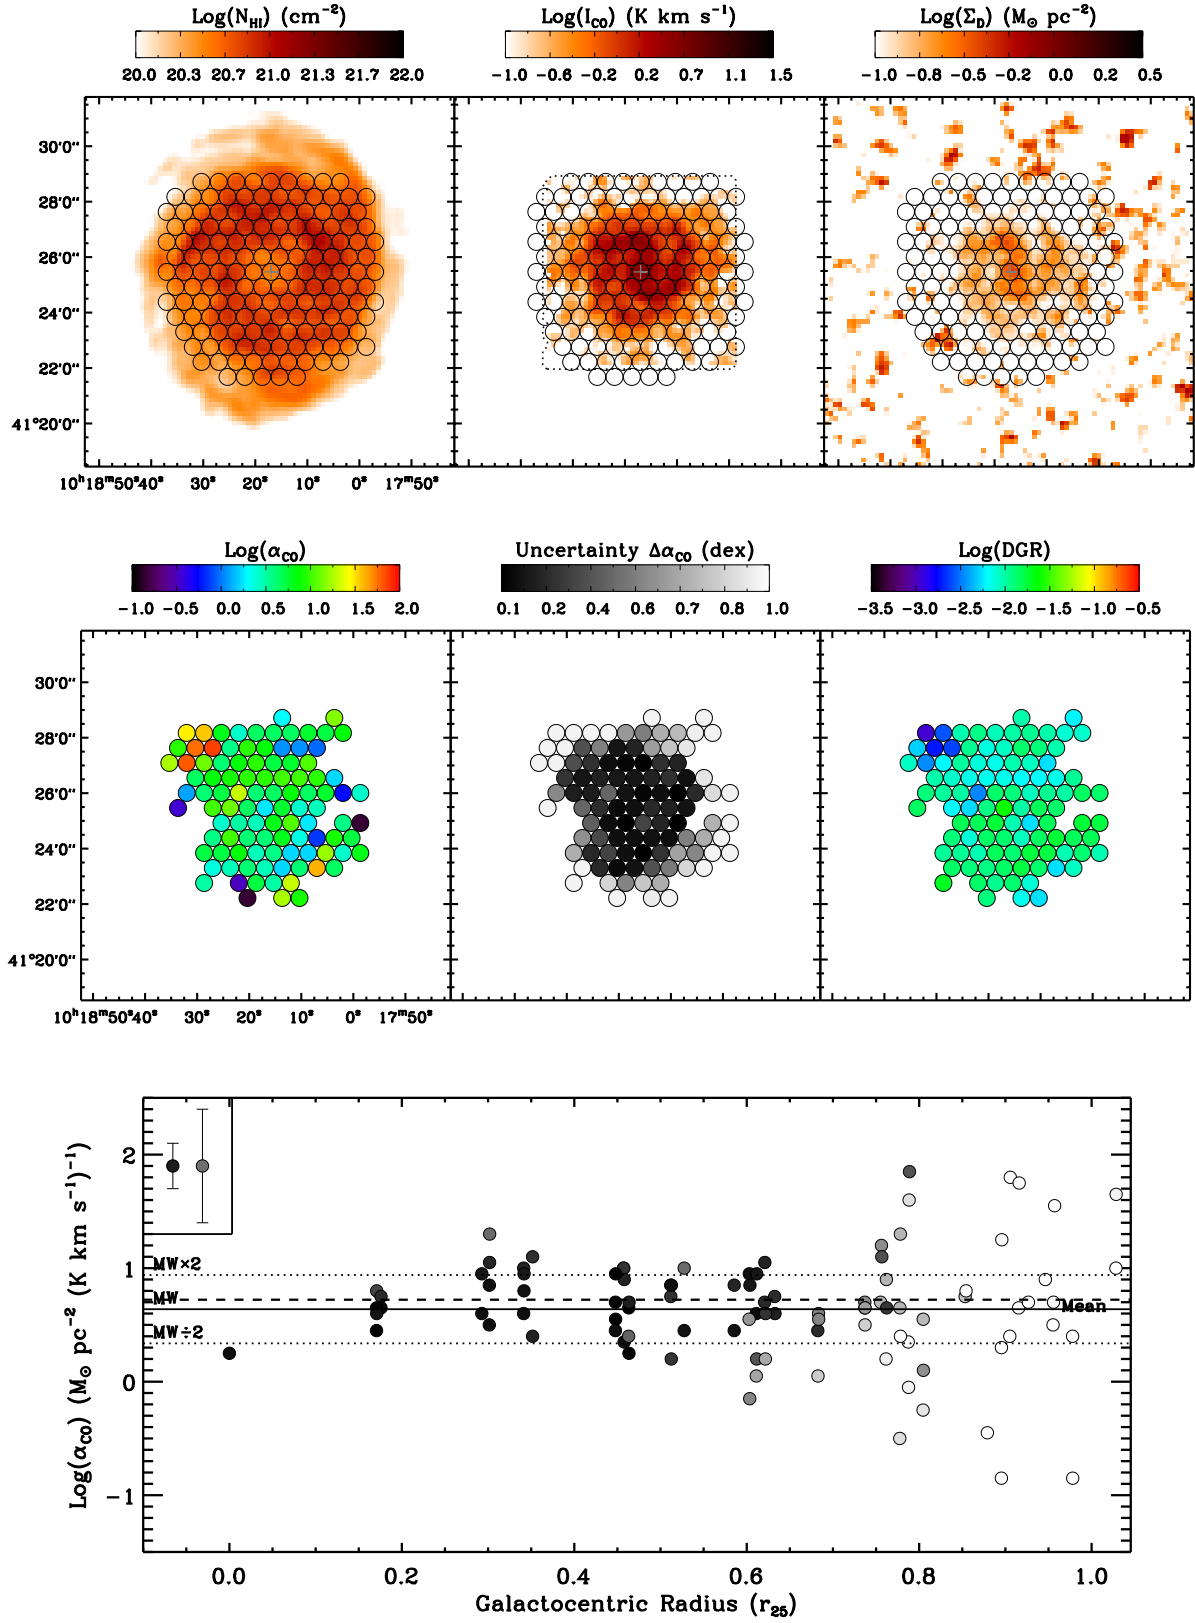 Log(N_HI) (cm⁻²) Log(I_CO) (K km s⁻¹) Log(Σ_D) (M⊙ pc⁻²)
20.0 20.3 20.7 21.0 21.3 21.7 22.0 -1.0 -0.6 -0.2 0.2 0.7 1.1 1.5 -1.0 -0.8 -0.5 -0.2 0.0 0.2 0.5
30'0"
28'0"
26'0"
24'0"
22'0"
41°20'0"
10ʰ18ᵐ50ˢ40ˢ 30ˢ 20ˢ 10ˢ 0ˢ 17ᵐ50ˢ
Log(α_CO) Uncertainty Δα_CO (dex) Log(DGR)
-1.0 -0.5 0.0 0.5 1.0 1.5 2.0 0.1 0.2 0.4 0.6 0.7 0.8 1.0 -3.5 -3.0 -2.5 -2.0 -1.5 -1.0 -0.5
30'0"
28'0"
26'0"
24'0"
22'0"
41°20'0"
10ʰ18ᵐ50ˢ40ˢ 30ˢ 20ˢ 10ˢ 0ˢ 17ᵐ50ˢ
Log(α_CO) (M⊙ pc⁻² (K km s⁻¹)⁻¹)
2
1
0
-1
MW×2
MW
Mean
MW÷2
0.0 0.2 0.4 0.6 0.8 1.0
Galactocentric Radius (r₂₅)